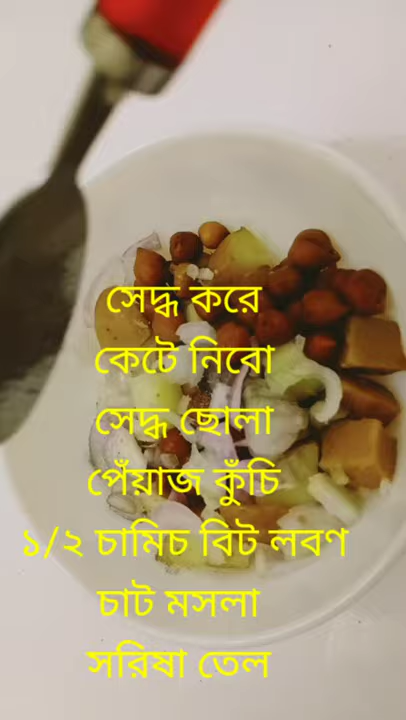 সেদ্ধ করে
কেটে নিবো
সেদ্ধ ছোলা
পেঁয়াজ কুঁচি
১/২ চামিচ বিট লবণ
চাট মসলা
সরিষা তেল